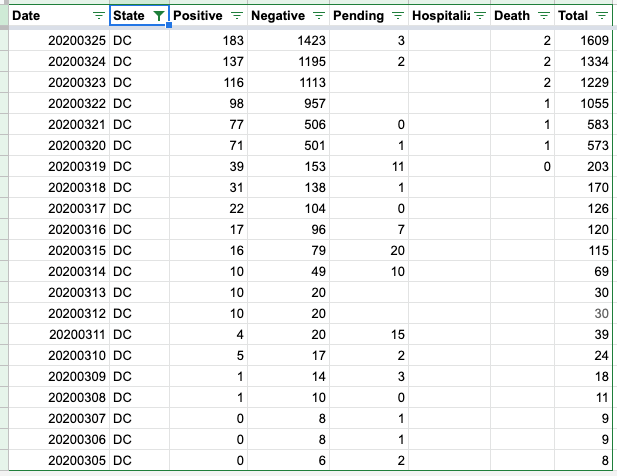 Date State Positive Negative Pending Hospitaliz Death Total
20200325 DC 183 1423 3 2 1609
20200324 DC 137 1195 2 2 1334
20200323 DC 116 1113 2 1229
20200322 DC 98 957 1 1055
20200321 DC 77 506 0 1 583
20200320 DC 71 501 1 1 573
20200319 DC 39 153 11 0 203
20200318 DC 31 138 1 170
20200317 DC 22 104 0 126
20200316 DC 17 96 7 120
20200315 DC 16 79 20 115
20200314 DC 10 49 10 69
20200313 DC 10 20 30
20200312 DC 10 20 30
20200311 DC 4 20 15 39
20200310 DC 5 17 2 24
20200309 DC 1 14 3 18
20200308 DC 1 10 0 11
20200307 DC 0 8 1 9
20200306 DC 0 8 1 9
20200305 DC 0 6 2 8